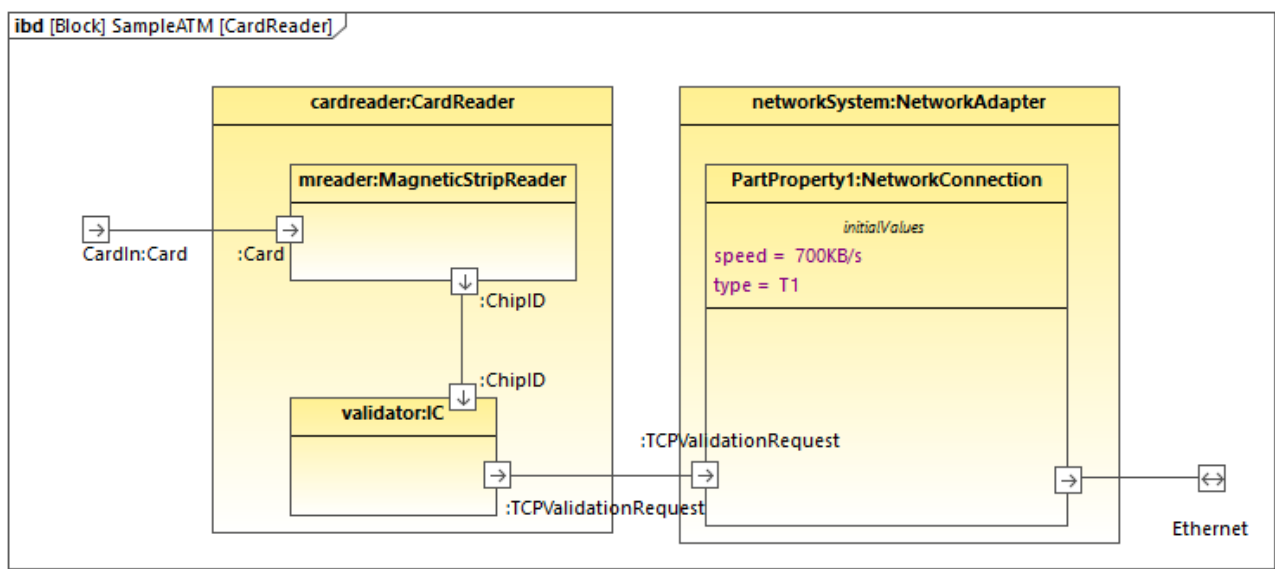 ibd [Block] SampleATM [CardReader]
cardreader:CardReader
networkSystem:NetworkAdapter
mreader:MagneticStripReader
PartProperty1:NetworkConnection
initialValues
speed = 700KB/s
type = T1
CardIn:Card
:Card
:ChipID
:ChipID
validator:IC
:TCPValidationRequest
:TCPValidationRequest
Ethernet